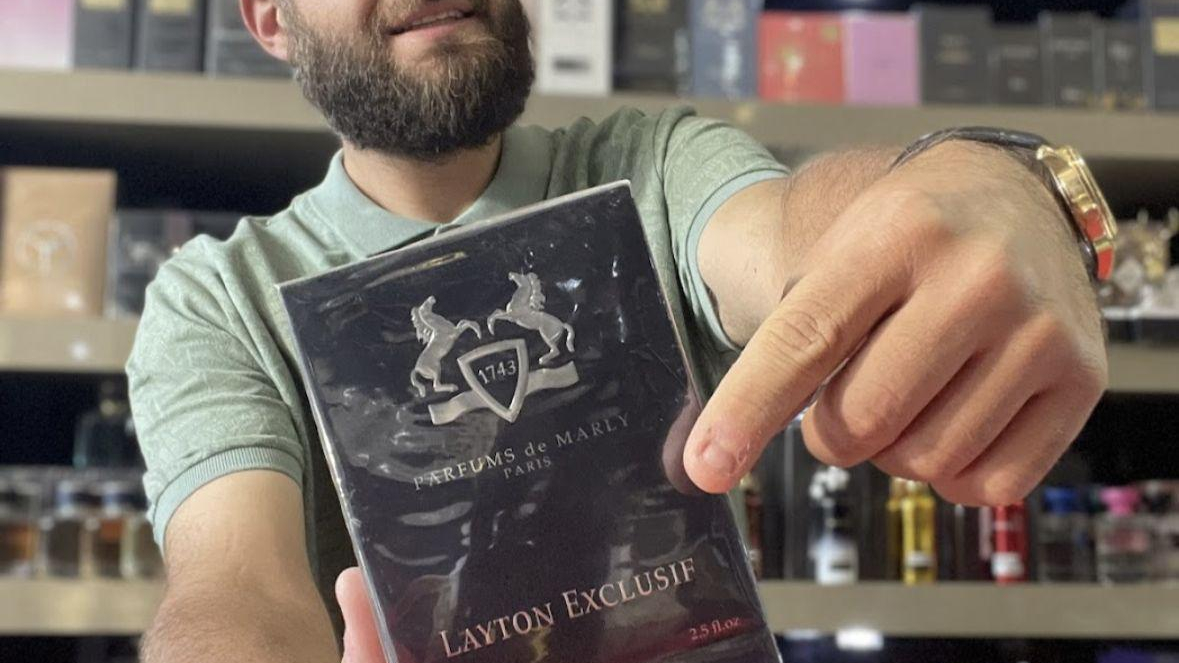 1743
PARFUMS de MARLY
PARIS
LAYTON EXCLUSIF
2.5 fl.oz